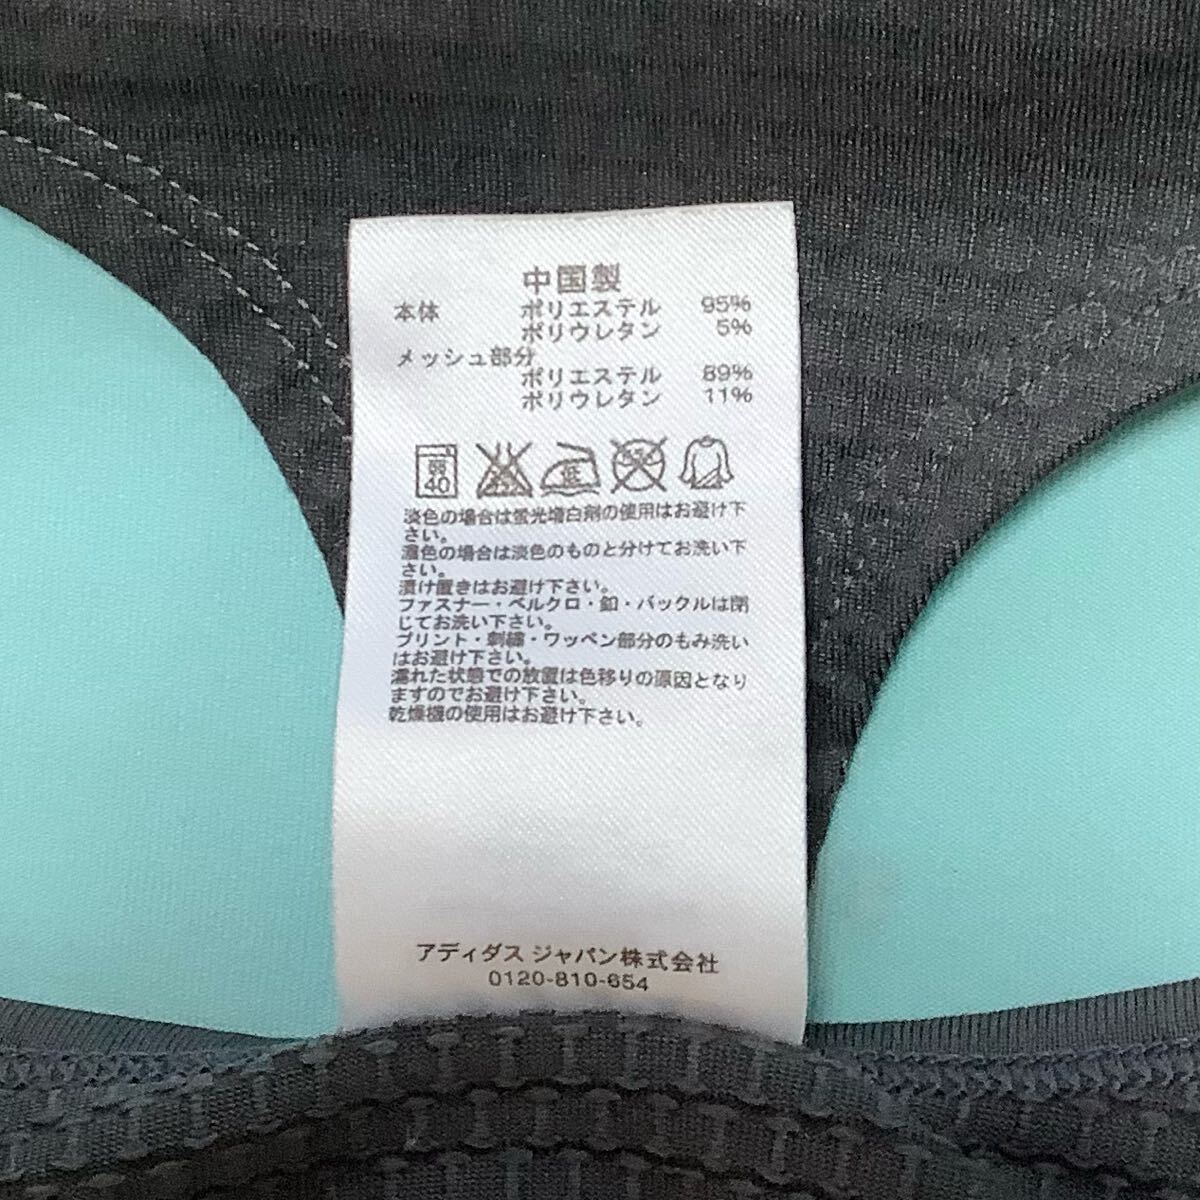 中国製
本体 ポリエステル 95%
ポリウレタン 5%
メッシュ部分
ポリエステル 89%
ポリウレタン 11%
弱 40 低
淡色の場合は蛍光増白剤の使用はお避け下
さい。
濃色の場合は淡色のものと分けてお洗い下
さい。
漬け置きはお避け下さい。
ファスナー・ベルクロ・釦・バックルは閉
じてお洗い下さい。
プリント・刺繍・ワッペン部分のもみ洗い
はお避け下さい。
濡れた状態での放置は色移りの原因となり
ますのでお避け下さい。
乾燥機の使用はお避け下さい。
アディダス ジャパン株式会社
0120-810-654